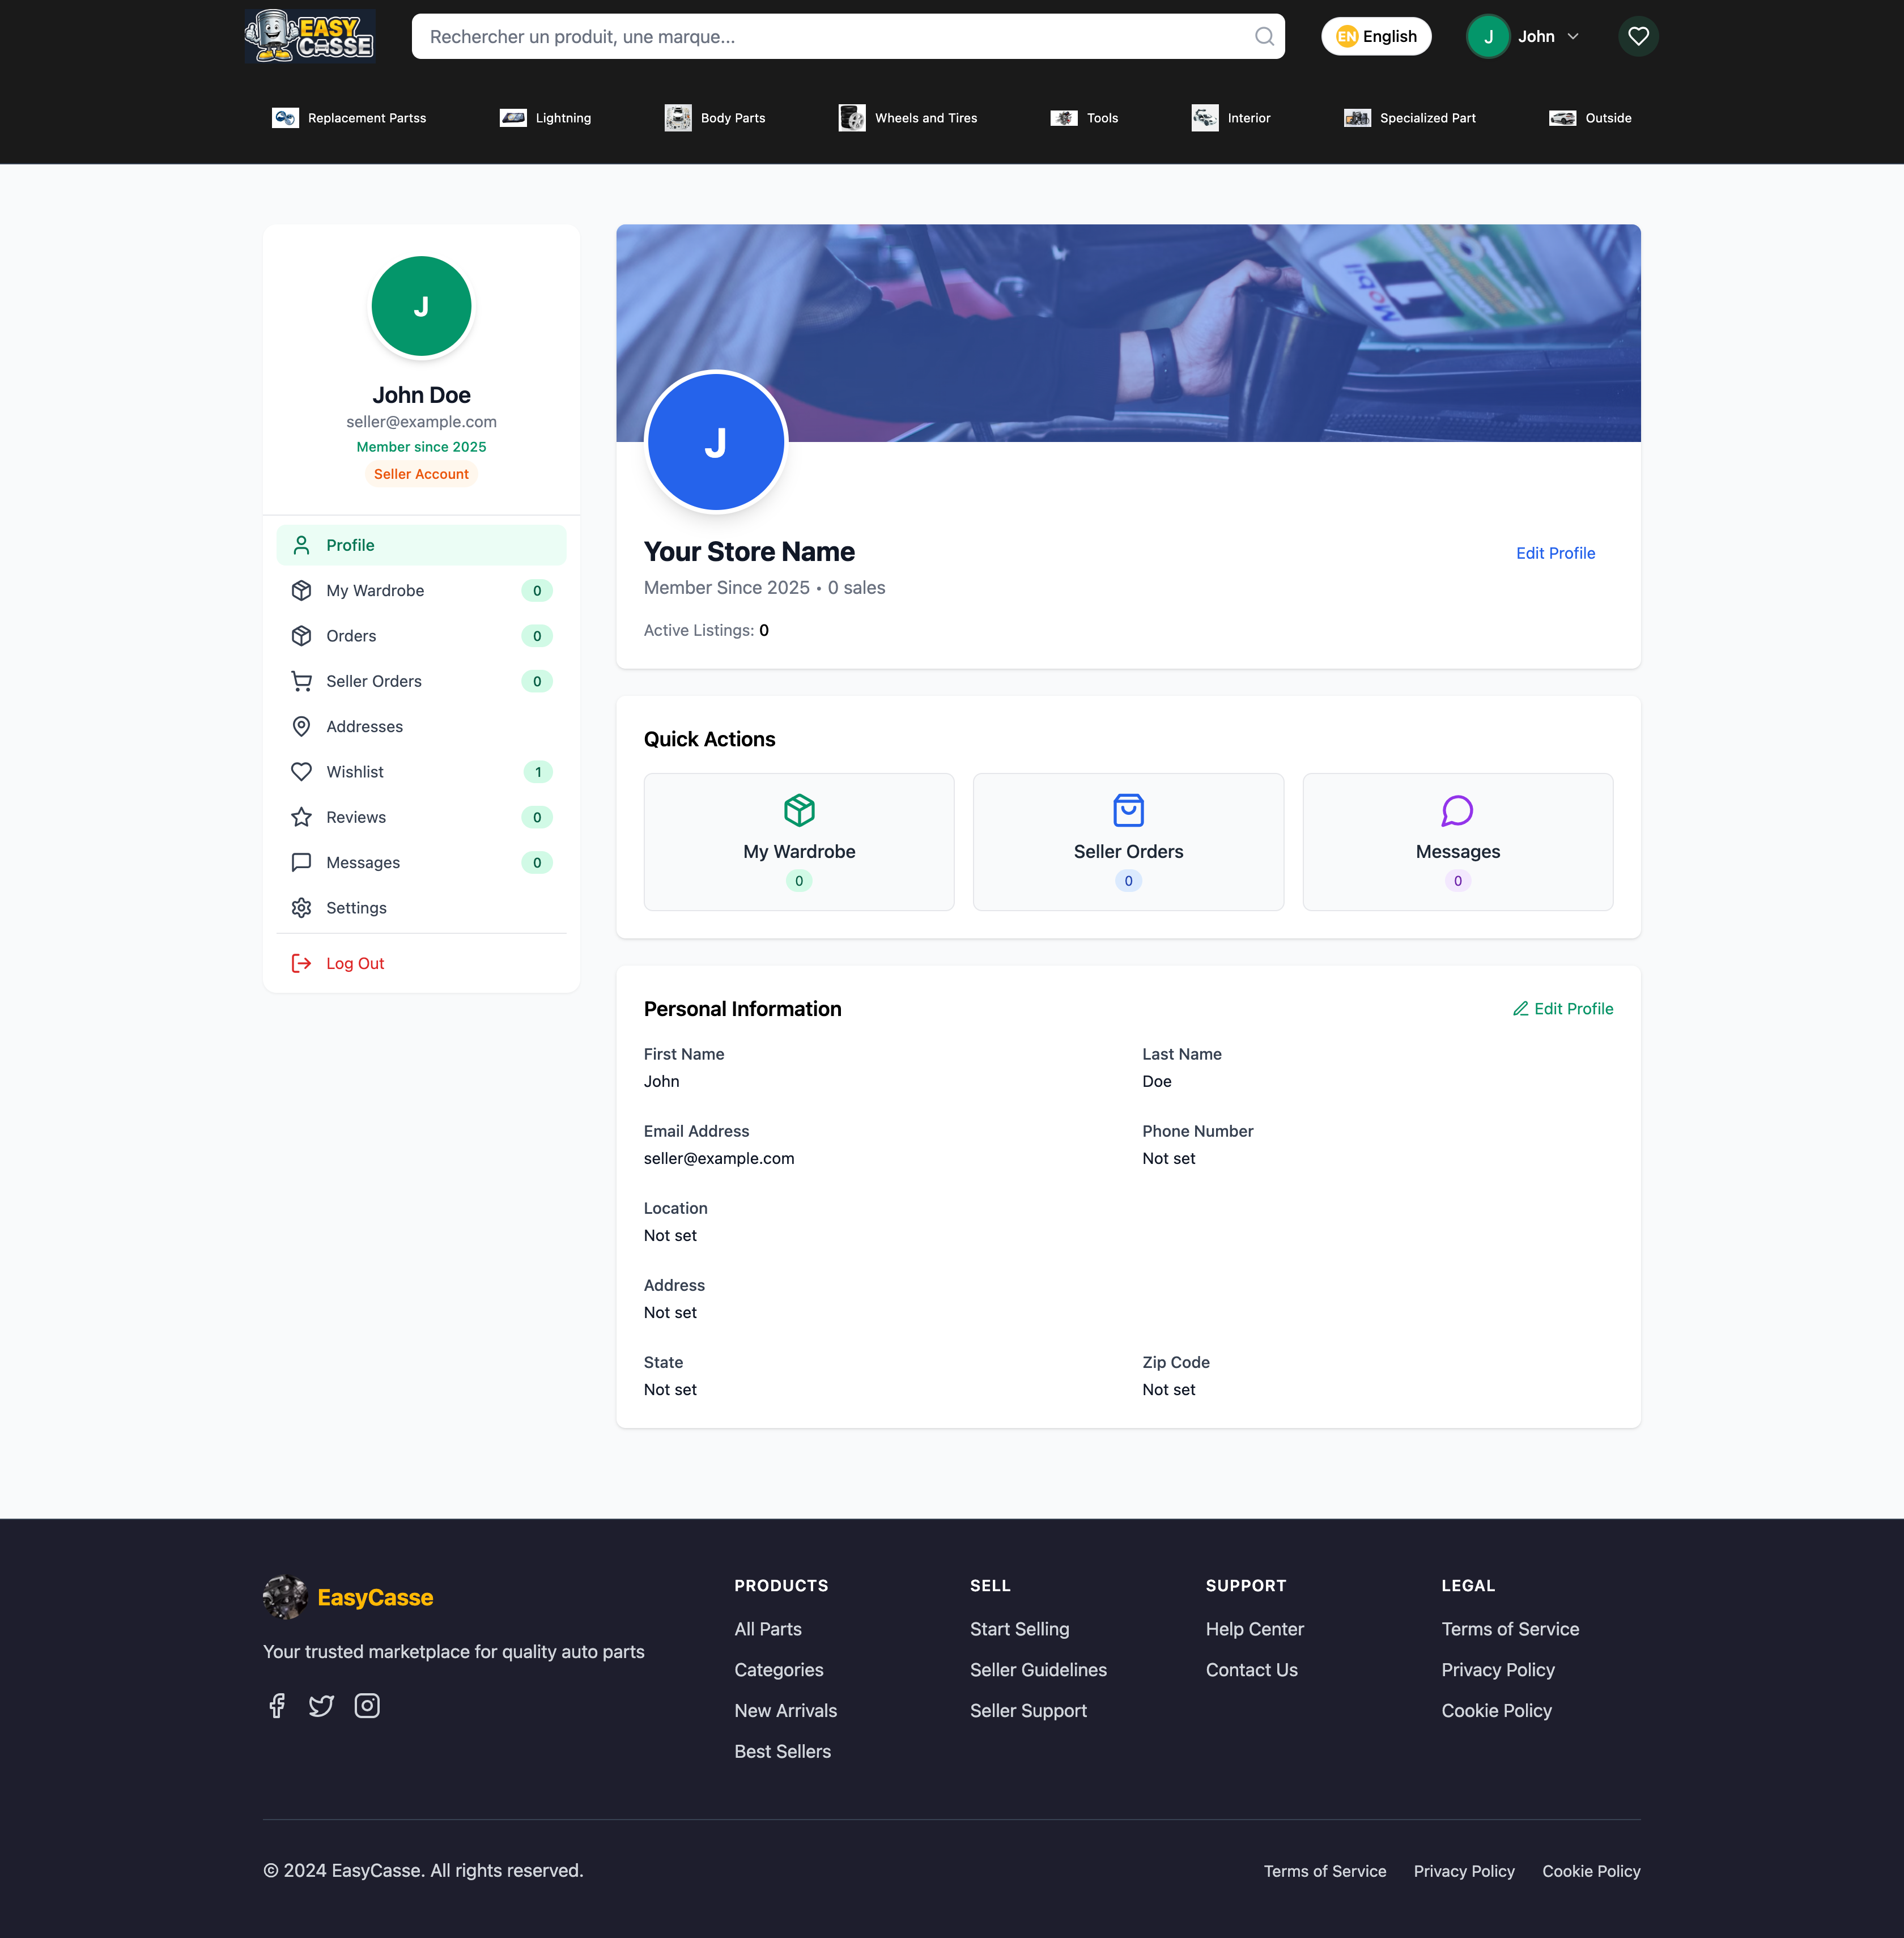 EASY
CASSE
Rechercher un produit, une marque...
EN English
J John
Replacement Partss
Lightning
Body Parts
Wheels and Tires
Tools
Interior
Specialized Part
Outside
J
John Doe
seller@example.com
Member since 2025
Seller Account
Profile
My Wardrobe 0
Orders 0
Seller Orders 0
Addresses
Wishlist 1
Reviews 0
Messages 0
Settings
Log Out
Mobil 1
J
Your Store Name
Edit Profile
Member Since 2025 • 0 sales
Active Listings: 0
Quick Actions
My Wardrobe
0
Seller Orders
0
Messages
0
Personal Information
Edit Profile
First Name
John
Last Name
Doe
Email Address
seller@example.com
Phone Number
Not set
Location
Not set
Address
Not set
State
Not set
Zip Code
Not set
EasyCasse
Your trusted marketplace for quality auto parts
PRODUCTS
All Parts
Categories
New Arrivals
Best Sellers
SELL
Start Selling
Seller Guidelines
Seller Support
SUPPORT
Help Center
Contact Us
LEGAL
Terms of Service
Privacy Policy
Cookie Policy
© 2024 EasyCasse. All rights reserved.
Terms of Service
Privacy Policy
Cookie Policy